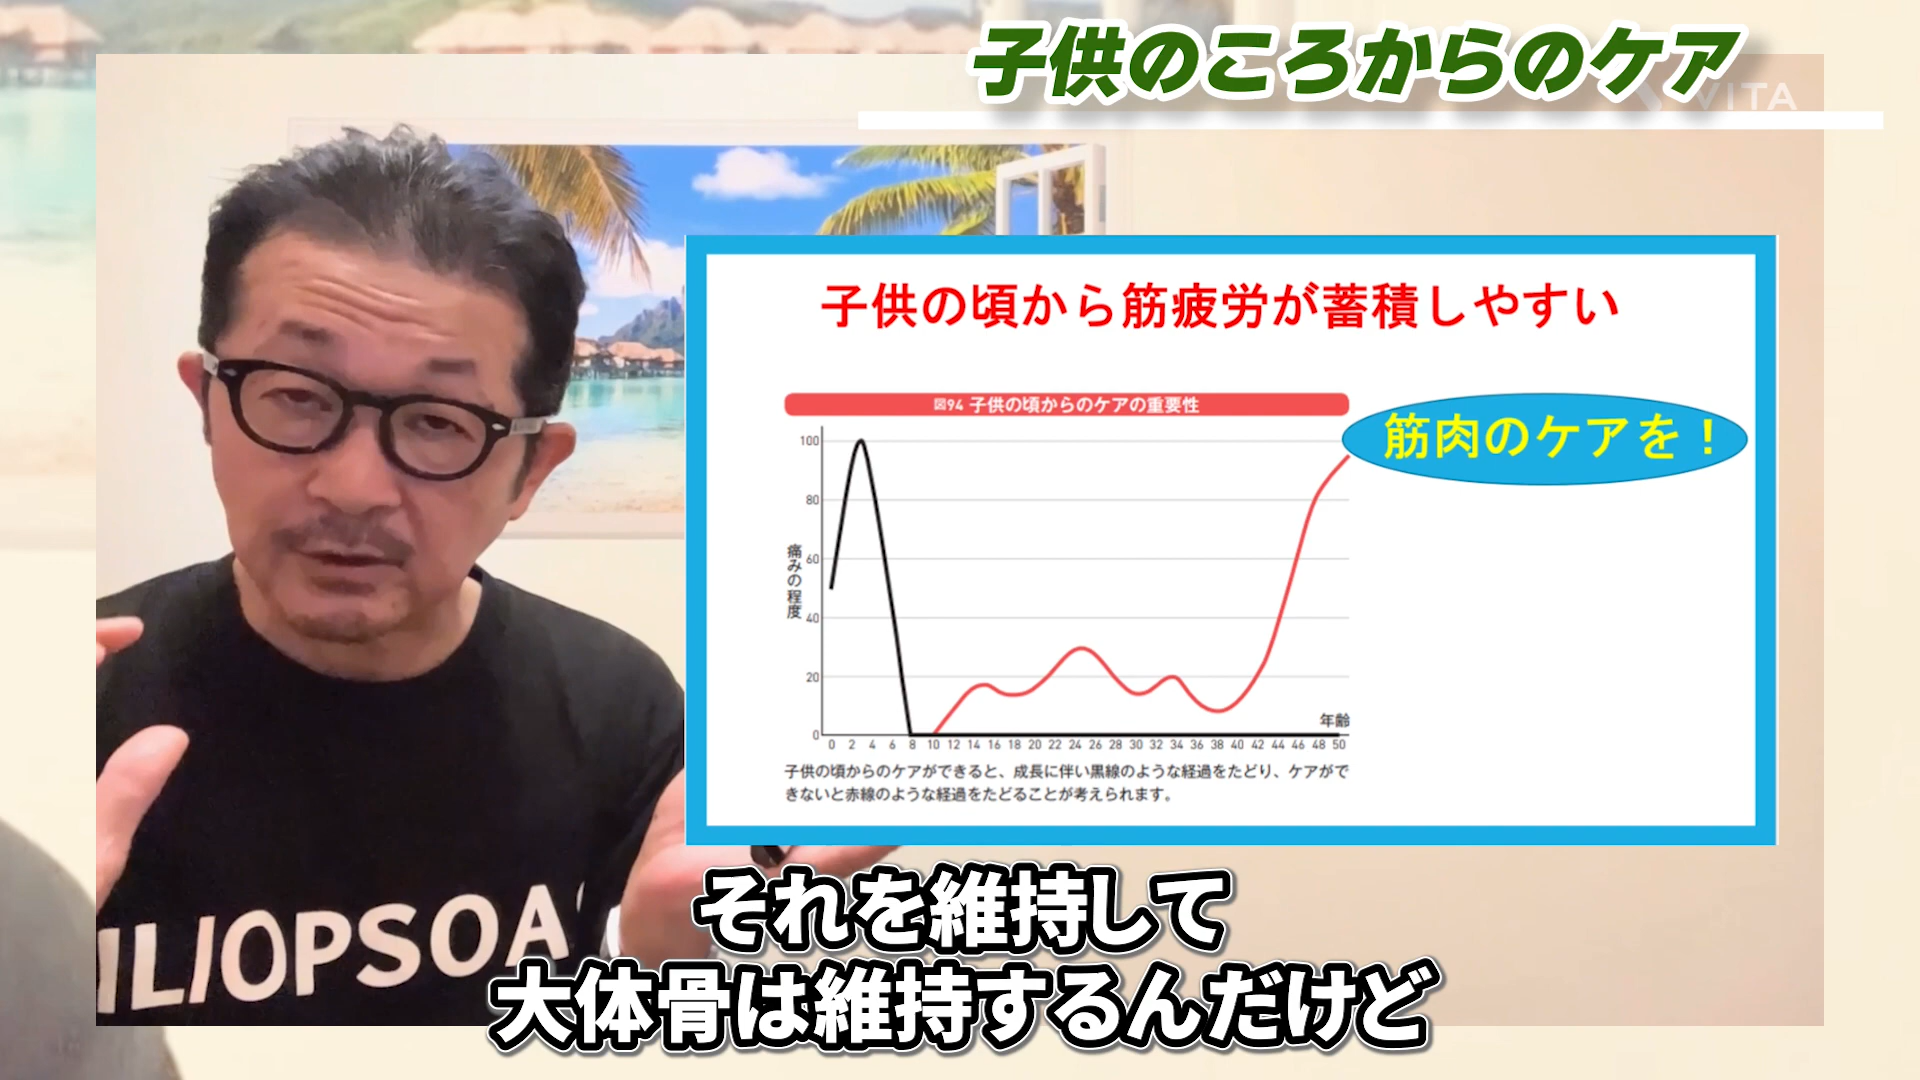 子供のころからのケア
VITA
子供の頃から筋疲労が蓄積しやすい
図94 子供の頃からのケアの重要性
筋肉のケアを！
痛みの程度
100
80
60
40
20
0
年齢
0 2 4 6 8 10 12 14 16 18 20 22 24 26 28 30 32 34 36 38 40 42 44 46 48 50
子供の頃からのケアができると、成長に伴い黒線のような経過をたどり、ケアがで
きないと赤線のような経過をたどることが考えられます。
ILIOPSOA
それを維持して
大体骨は維持するんだけど